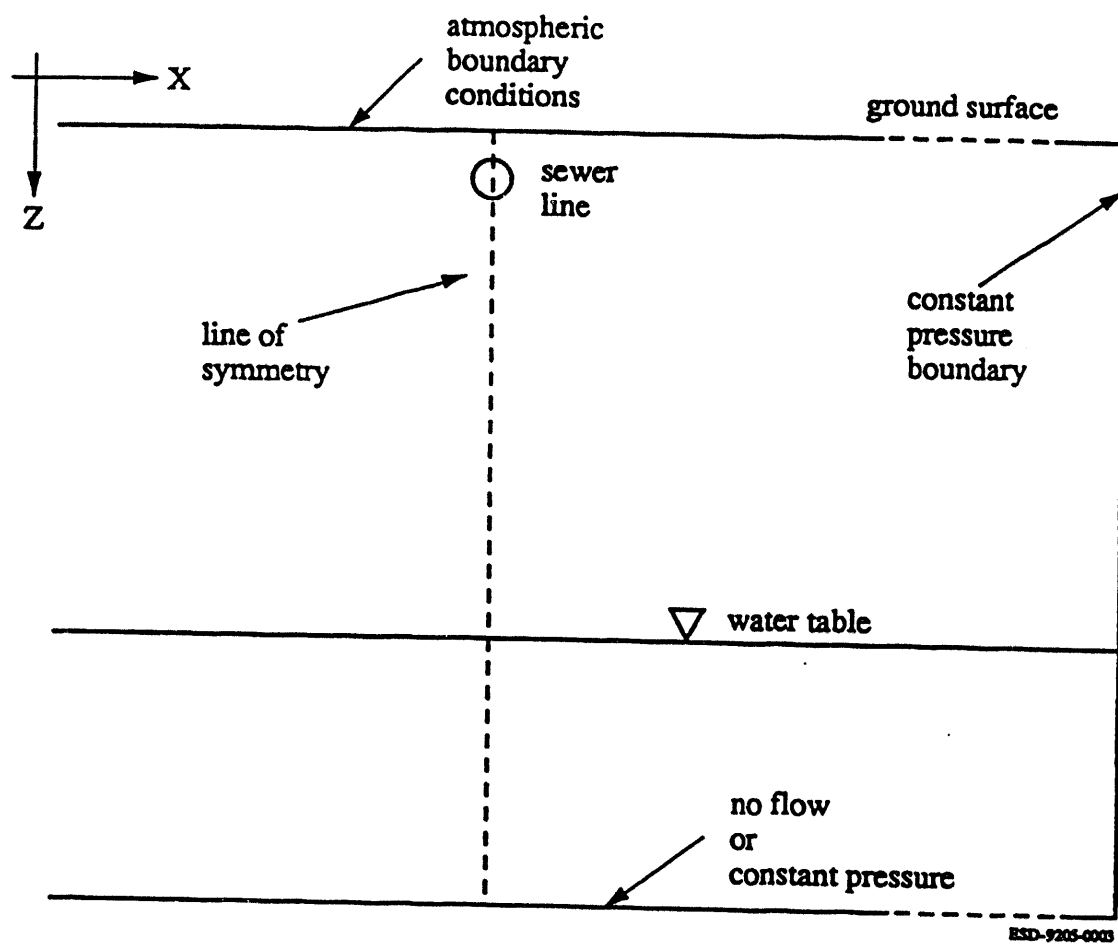 atmospheric
boundary
conditions
X
ground surface
sewer
line
Z
constant
pressure
boundary
line of
symmetry
water table
no flow
or
constant pressure
ESD-9205-0003